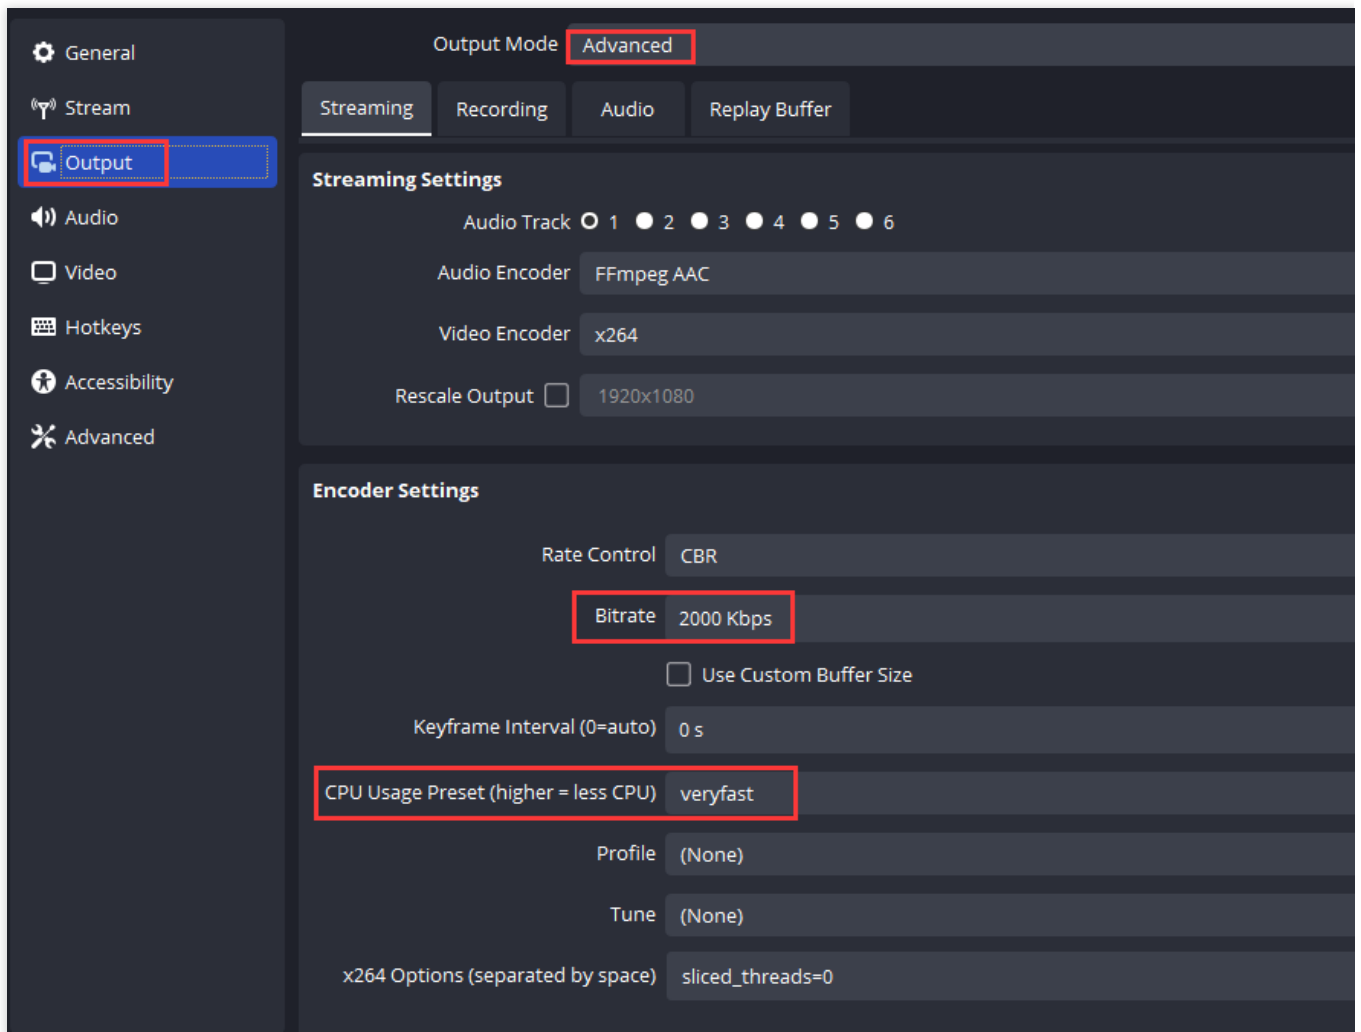 General
Stream
Output
Audio
Video
Hotkeys
Accessibility
Advanced
Output Mode Advanced
Streaming Recording Audio Replay Buffer
Streaming Settings
Audio Track 1 2 3 4 5 6
Audio Encoder FFmpeg AAC
Video Encoder x264
Rescale Output 1920x1080
Encoder Settings
Rate Control CBR
Bitrate 2000 Kbps
Use Custom Buffer Size
Keyframe Interval (0=auto) 0 s
CPU Usage Preset (higher = less CPU) veryfast
Profile (None)
Tune (None)
x264 Options (separated by space) sliced_threads=0